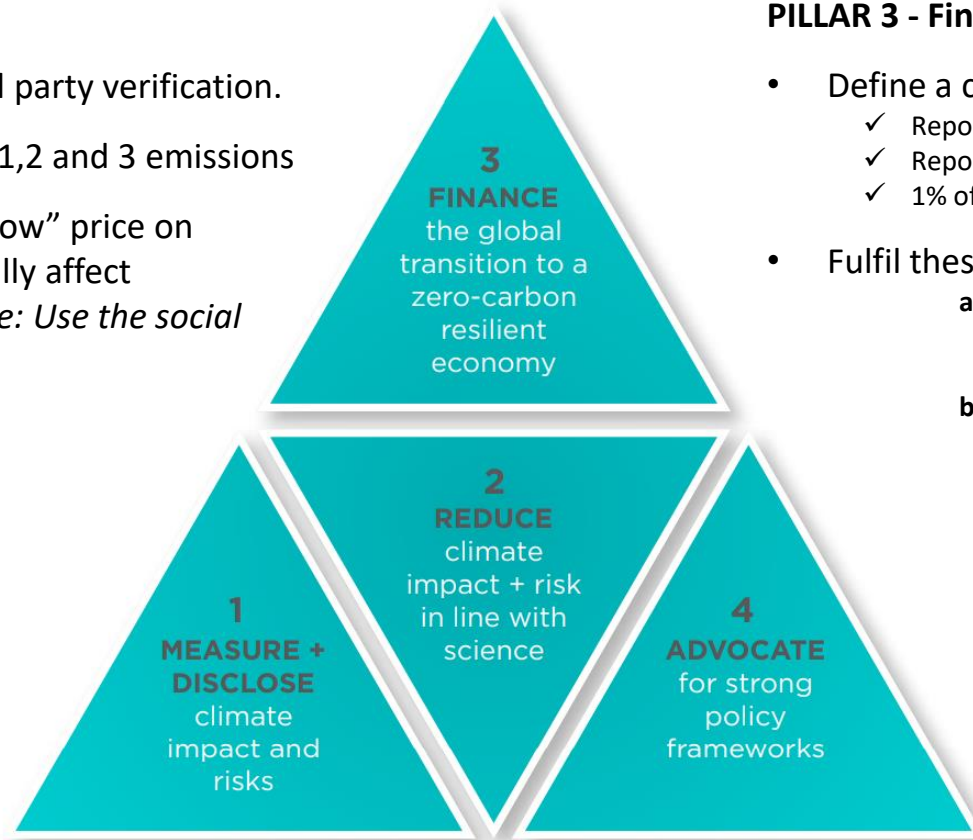 party verification.
1,2 and 3 emissions
ow” price on
lly affect
e: Use the social
PILLAR 3 - Fin
• Define a c
✓ Repo
✓ Repo
✓ 1% of
• Fulfil thes
a
b
3
FINANCE
the global
transition to a
zero-carbon
resilient
economy
2
REDUCE
climate
impact + risk
in line with
science
1
MEASURE +
DISCLOSE
climate
impact and
risks
4
ADVOCATE
for strong
policy
frameworks